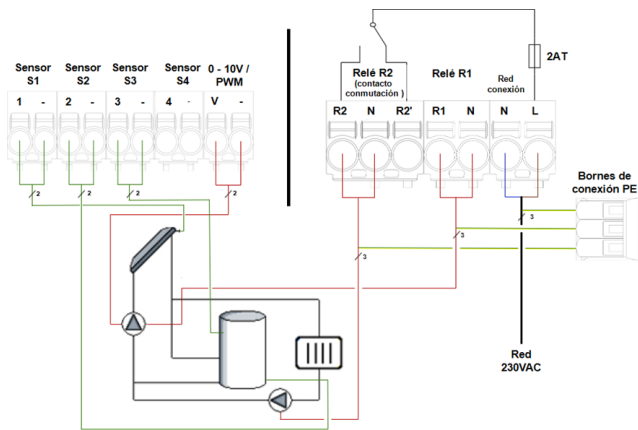 Sensor S1
Sensor S2
Sensor S3
Sensor S4
0 - 10V / PWM
1 - 2 - 3 - 4 - V -
2
2
2
2
2AT
Relé R2
(contacto
conmutación )
Relé R1
Red
conexión
R2 N R2' R1 N N L
Bornes de
conexión PE
3
3
3
Red
230VAC